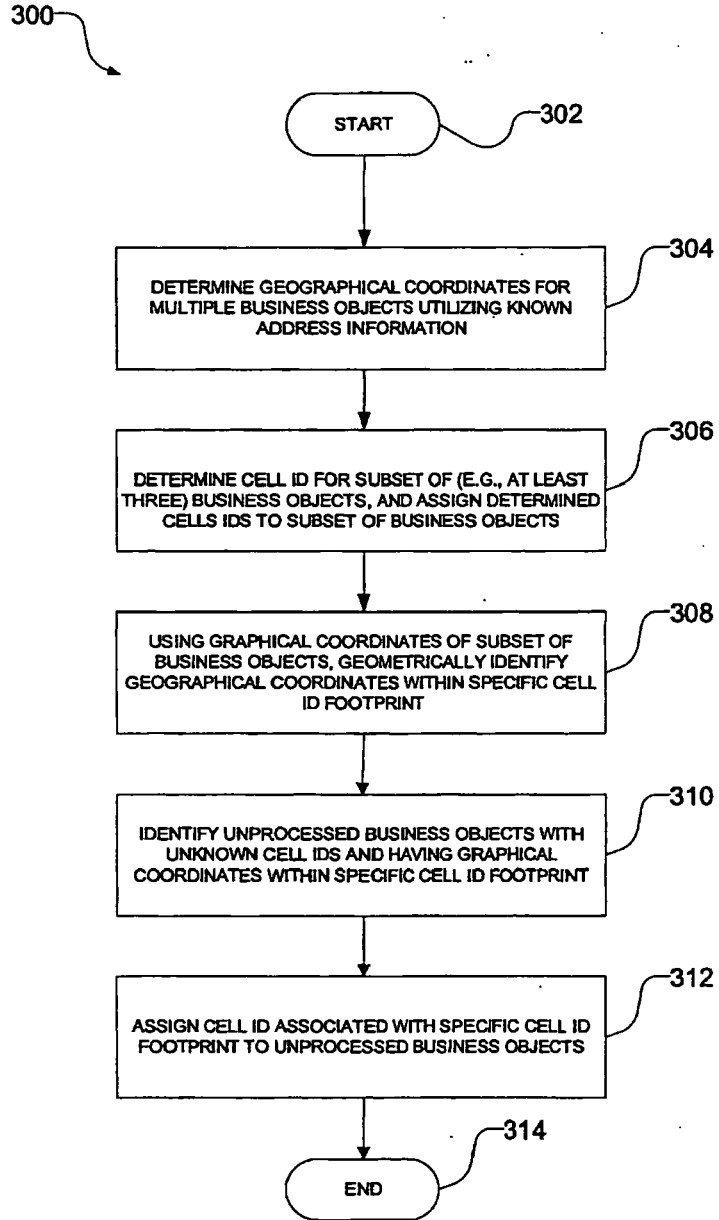 300
START
302
304
DETERMINE GEOGRAPHICAL COORDINATES FOR
MULTIPLE BUSINESS OBJECTS UTILIZING KNOWN
ADDRESS INFORMATION
306
DETERMINE CELL ID FOR SUBSET OF (E.G., AT LEAST
THREE) BUSINESS OBJECTS, AND ASSIGN DETERMINED
CELLS IDS TO SUBSET OF BUSINESS OBJECTS
308
USING GRAPHICAL COORDINATES OF SUBSET OF
BUSINESS OBJECTS, GEOMETRICALLY IDENTIFY
GEOGRAPHICAL COORDINATES WITHIN SPECIFIC CELL
ID FOOTPRINT
310
IDENTIFY UNPROCESSED BUSINESS OBJECTS WITH
UNKNOWN CELL IDS AND HAVING GRAPHICAL
COORDINATES WITHIN SPECIFIC CELL ID FOOTPRINT
312
ASSIGN CELL ID ASSOCIATED WITH SPECIFIC CELL ID
FOOTPRINT TO UNPROCESSED BUSINESS OBJECTS
314
END